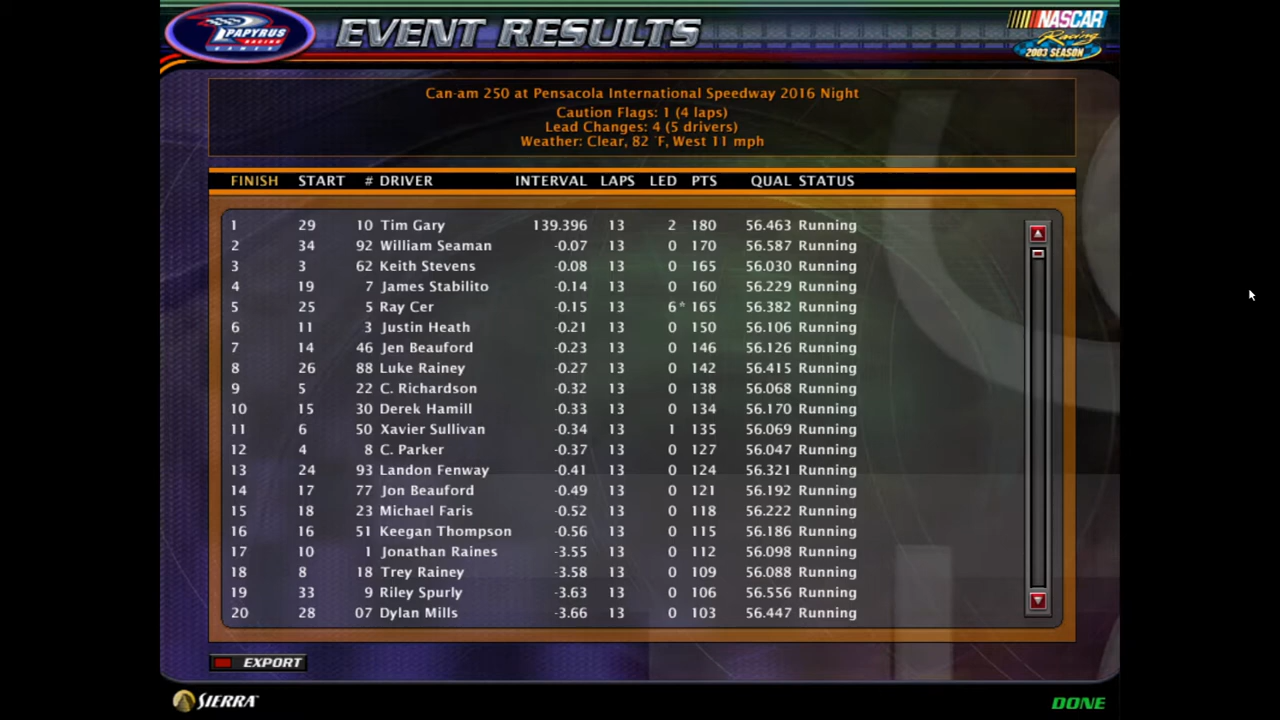 PAPYRUS
RACING
GAMES
EVENT RESULTS
NASCAR
Racing
2003 SEASON
Can-am 250 at Pensacola International Speedway 2016 Night
Caution Flags: 1 (4 laps)
Lead Changes: 4 (5 drivers)
Weather: Clear, 82 °F, West 11 mph
FINISH START # DRIVER INTERVAL LAPS LED PTS QUAL STATUS
1 29 10 Tim Gary 139.396 13 2 180 56.463 Running
2 34 92 William Seaman -0.07 13 0 170 56.587 Running
3 3 62 Keith Stevens -0.08 13 0 165 56.030 Running
4 19 7 James Stabilito -0.14 13 0 160 56.229 Running
5 25 5 Ray Cer -0.15 13 6* 165 56.382 Running
6 11 3 Justin Heath -0.21 13 0 150 56.106 Running
7 14 46 Jen Beauford -0.23 13 0 146 56.126 Running
8 26 88 Luke Rainey -0.27 13 0 142 56.415 Running
9 5 22 C. Richardson -0.32 13 0 138 56.068 Running
10 15 30 Derek Hamill -0.33 13 0 134 56.170 Running
11 6 50 Xavier Sullivan -0.34 13 1 135 56.069 Running
12 4 8 C. Parker -0.37 13 0 127 56.047 Running
13 24 93 Landon Fenway -0.41 13 0 124 56.321 Running
14 17 77 Jon Beauford -0.49 13 0 121 56.192 Running
15 18 23 Michael Faris -0.52 13 0 118 56.222 Running
16 16 51 Keegan Thompson -0.56 13 0 115 56.186 Running
17 10 1 Jonathan Raines -3.55 13 0 112 56.098 Running
18 8 18 Trey Rainey -3.58 13 0 109 56.088 Running
19 33 9 Riley Spurly -3.63 13 0 106 56.556 Running
20 28 07 Dylan Mills -3.66 13 0 103 56.447 Running
EXPORT
SIERRA
DONE